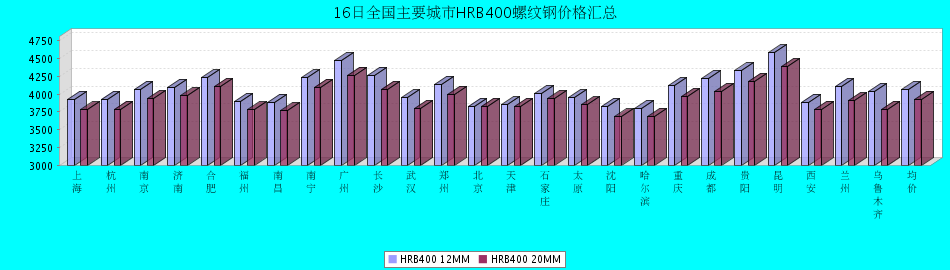 16日全国主要城市HRB400螺纹钢价格汇总
4750
4500
4250
4000
3750
3500
3250
3000
上海 杭州 南京 济南 合肥 福州 南昌 南宁 广州 长沙 武汉 郑州 北京 天津 石家庄 太原 沈阳 哈尔滨 重庆 成都 贵阳 昆明 西安 兰州 乌鲁木齐 均价
HRB400 12MM HRB400 20MM